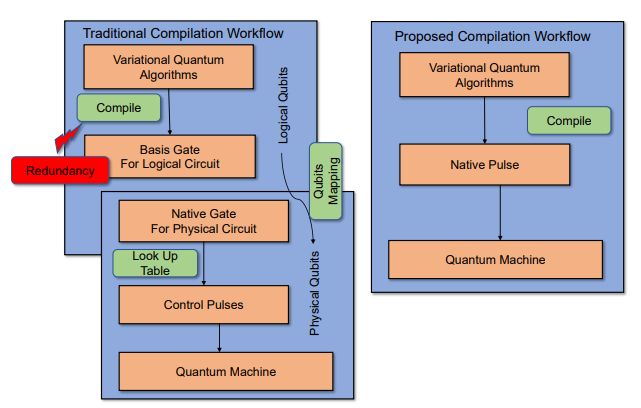 Traditional Compilation Workflow
Variational Quantum
Algorithms
Compile
Basis Gate
For Logical Circuit
Redundancy
Logical Qubits
Qubits
Mapping
Native Gate
For Physical Circuit
Look Up
Table
Control Pulses
Physical Qubits
Quantum Machine
Proposed Compilation Workflow
Variational Quantum
Algorithms
Compile
Native Pulse
Quantum Machine